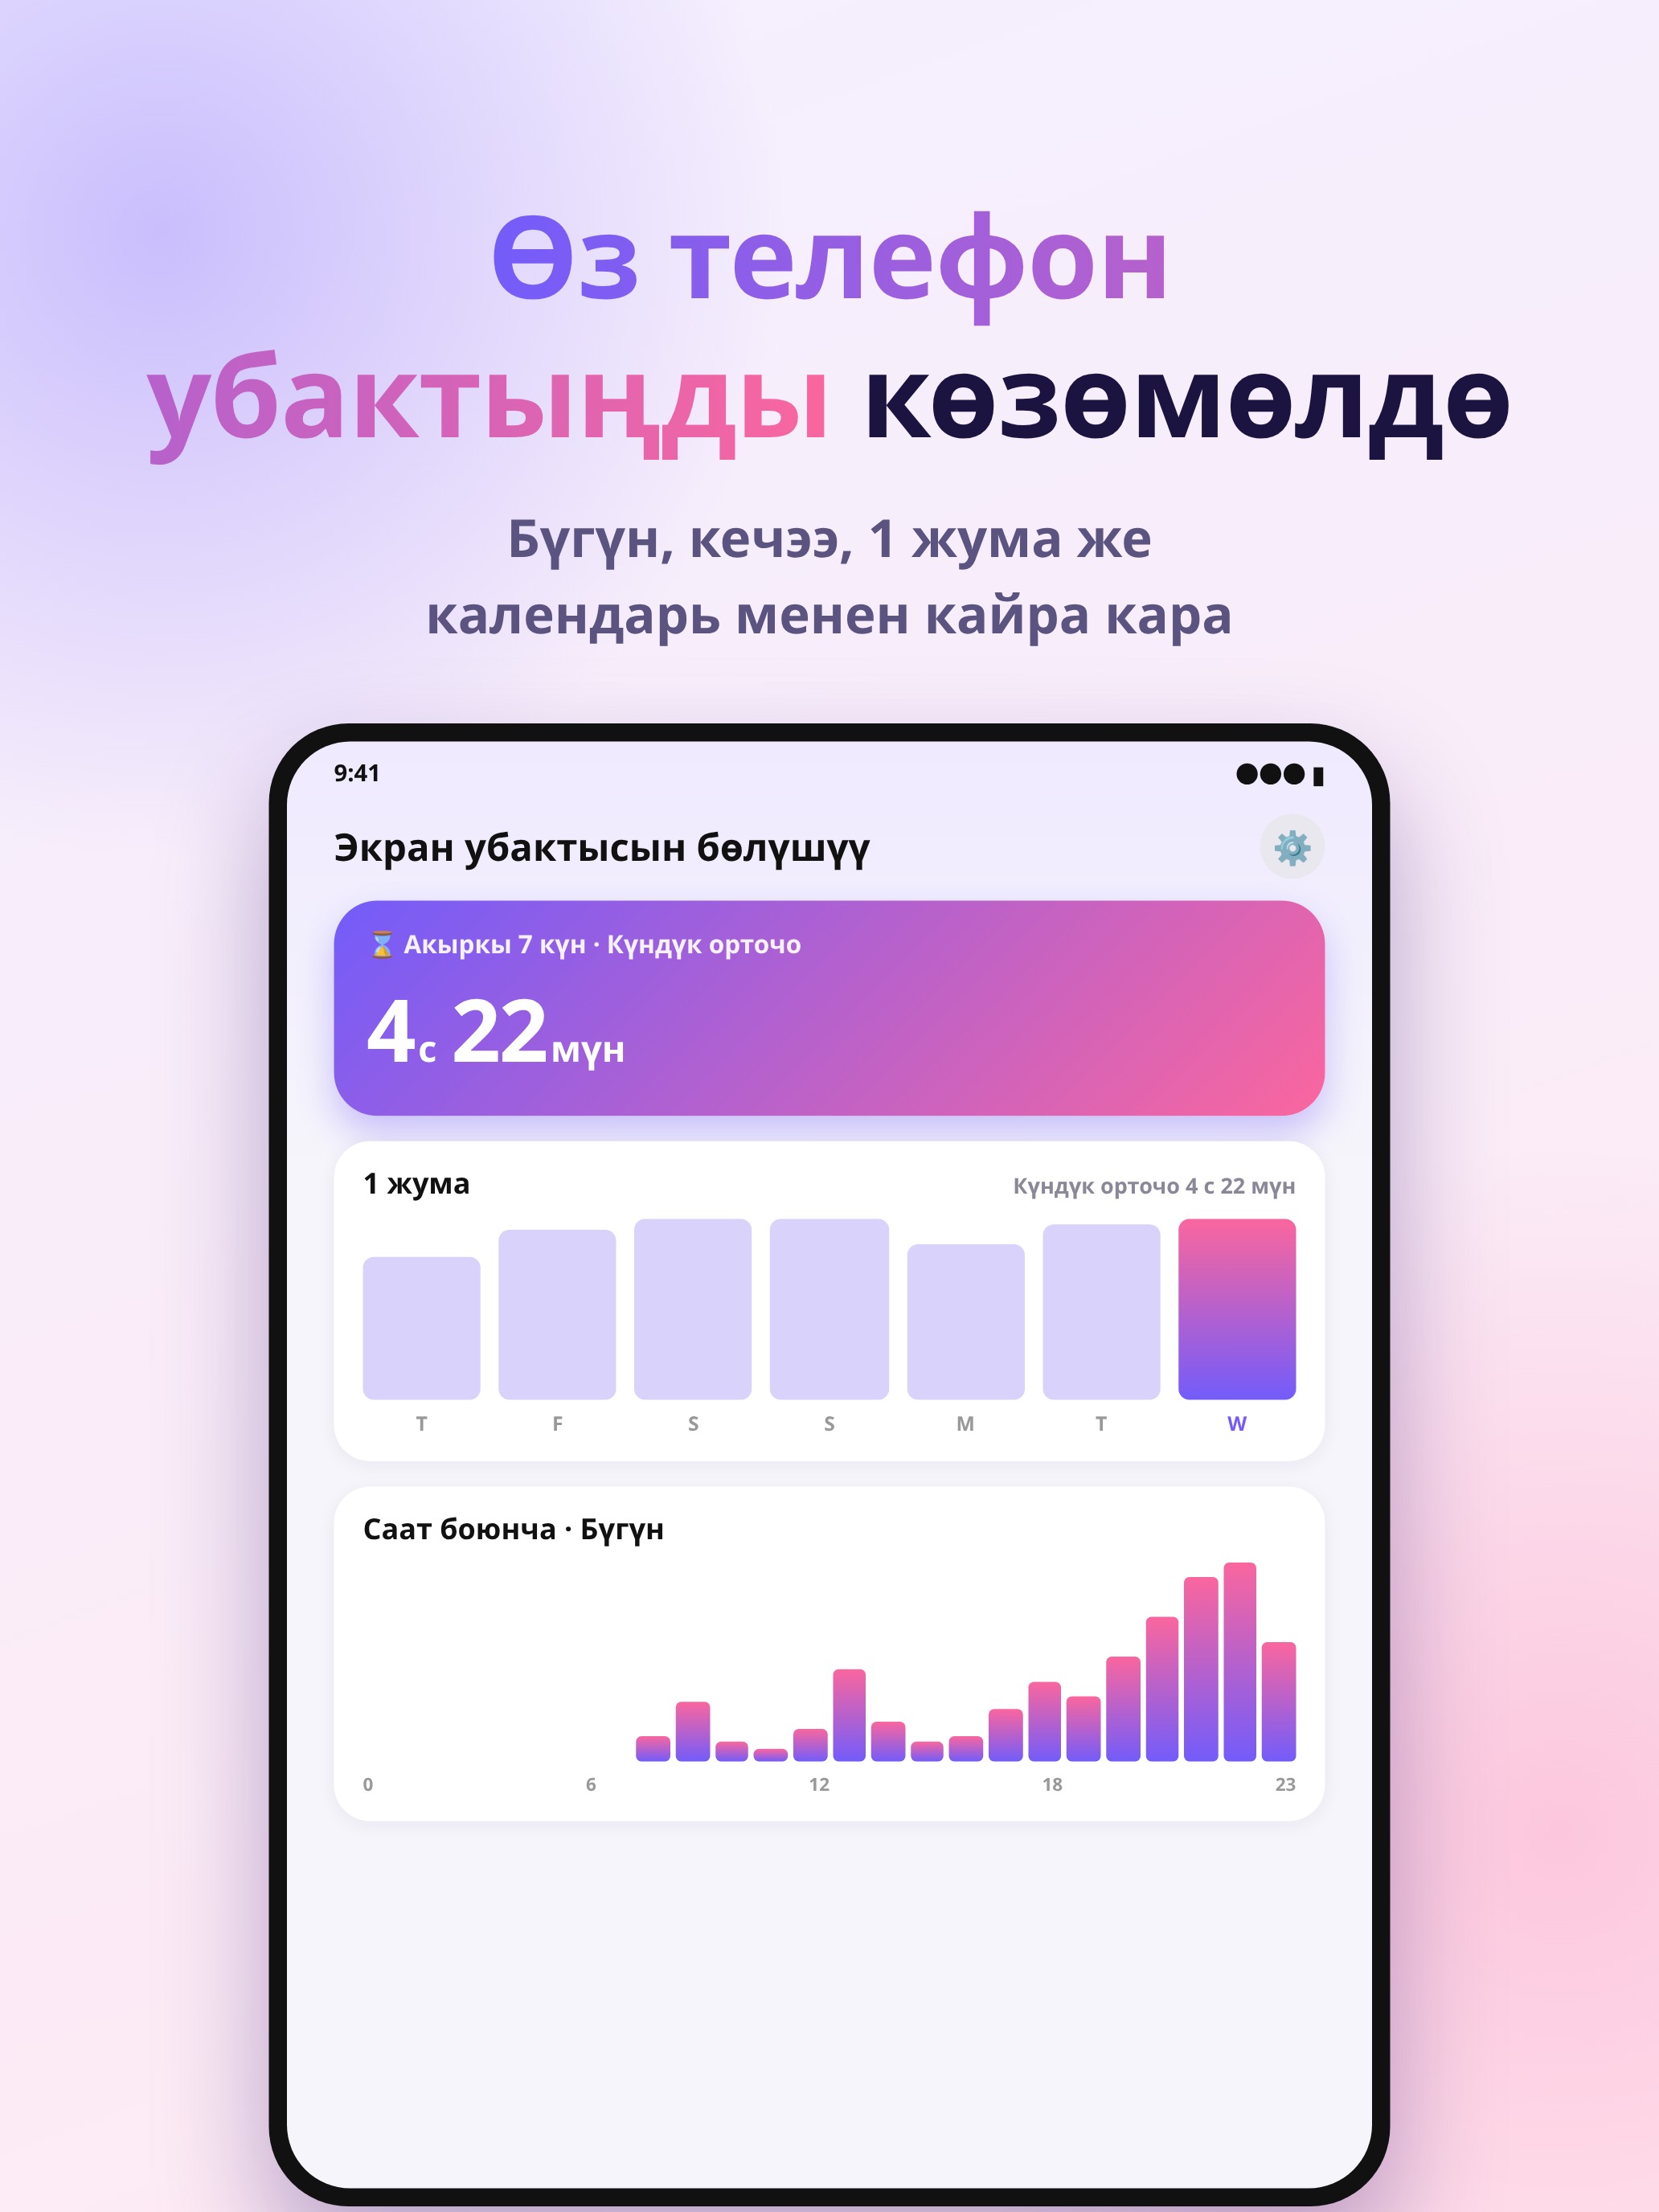 Өз телефон
убактыңды көзөмөлдө
Бүгүн, кечээ, 1 жума же
календарь менен кайра кара
9:41
Экран убактысын бөлүшүү
⌛ Акыркы 7 күн · Күндүк орточо
4с 22мүн
1 жума
Күндүк орточо 4 с 22 мүн
T F S S M T W
Саат боюнча · Бүгүн
0 6 12 18 23